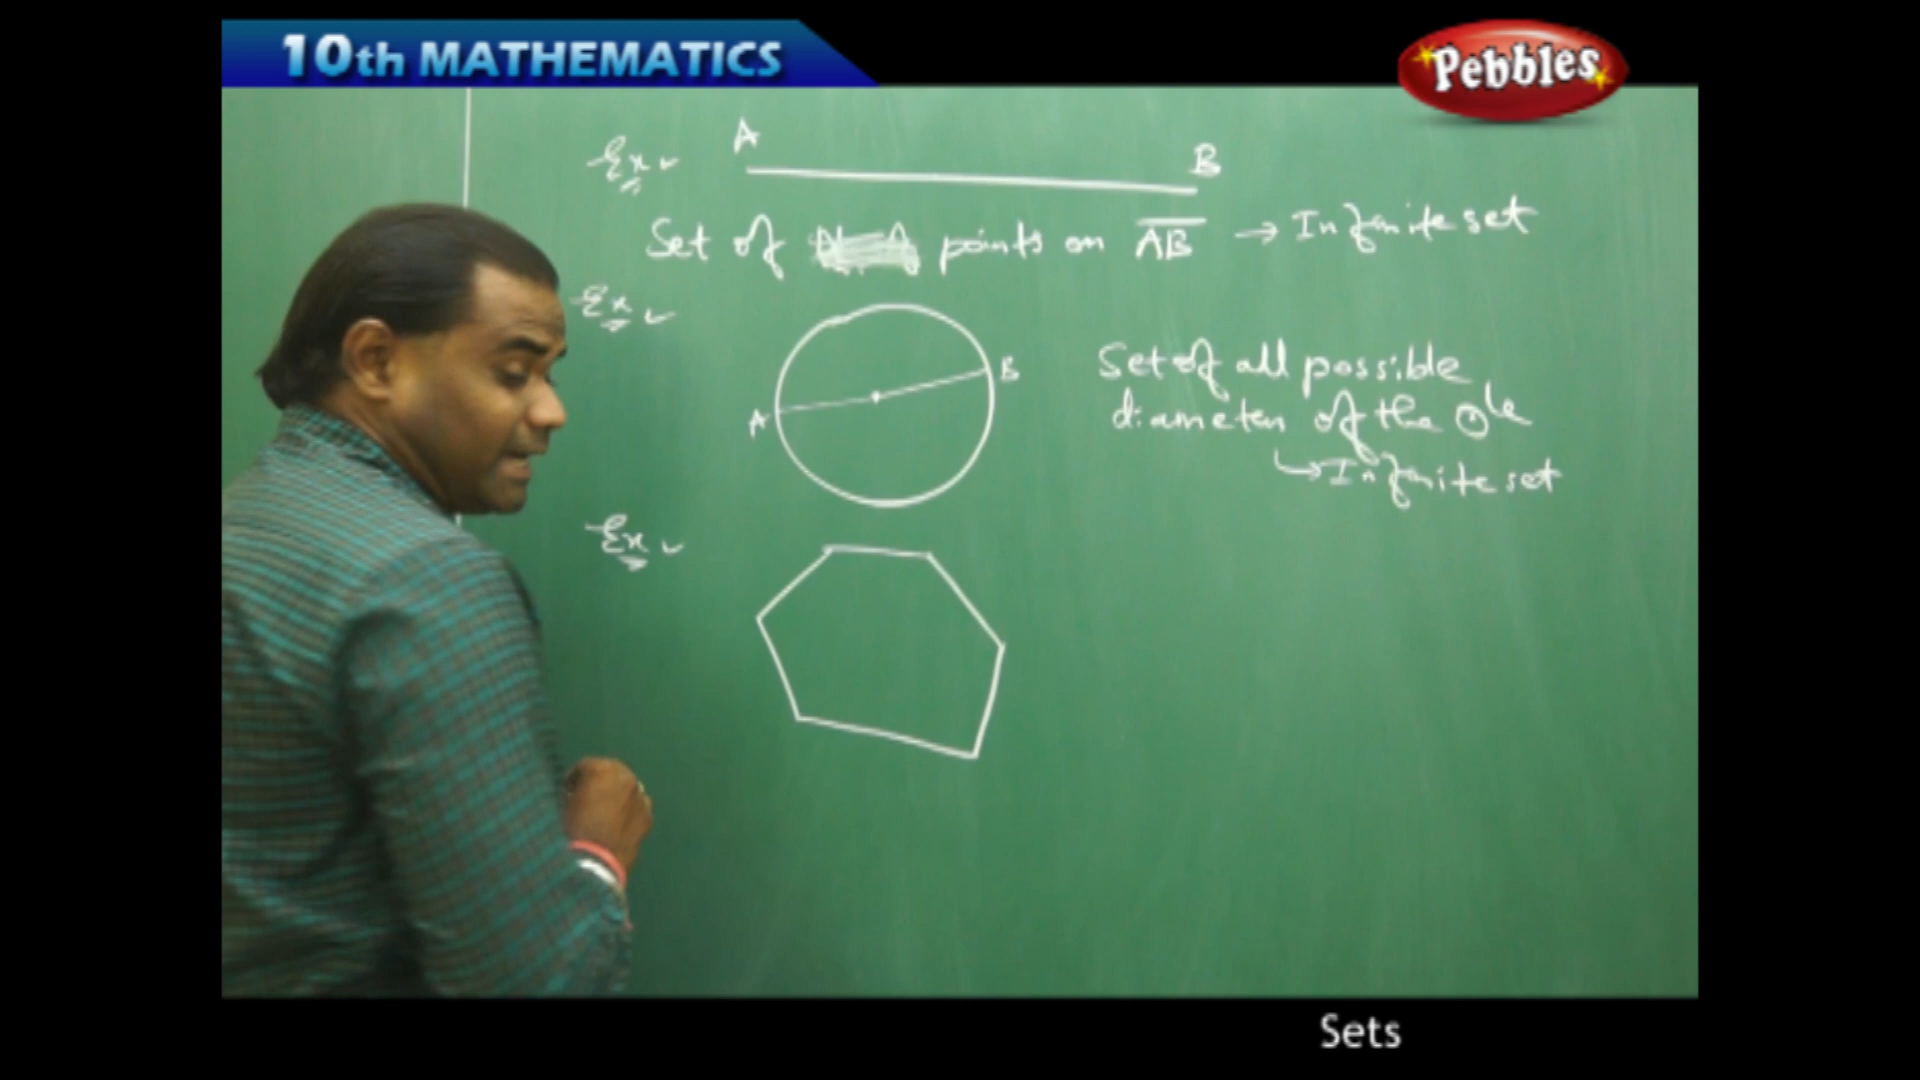 10th MATHEMATICS
Pebbles
Ex
A
B
Set of points on AB → Infinite set
Ex
A
B
Set of all possible
diameter of the ⊙le
↳ Infinite set
Ex
Sets